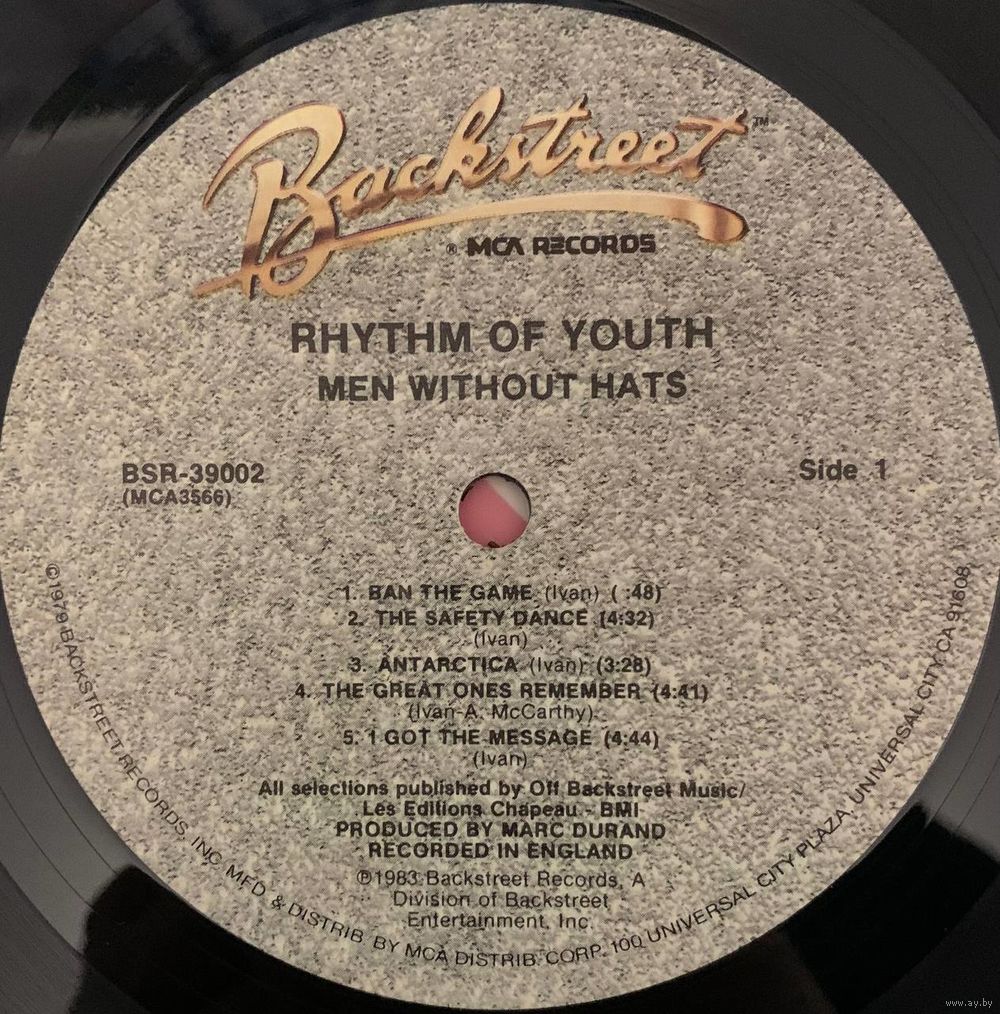 Backstreet™
® MCA RECORDS
RHYTHM OF YOUTH
MEN WITHOUT HATS
BSR-39002
(MCA3566)
Side 1
1. BAN THE GAME (Ivan) ( :48)
2. THE SAFETY DANCE (4:32)
(Ivan)
3. ANTARCTICA (Ivan) (3:28)
4. THE GREAT ONES REMEMBER (4:41)
(Ivan-A. McCarthy)
5. I GOT THE MESSAGE (4:44)
(Ivan)
All selections published by Off Backstreet Music/
Les Editions Chapeau - BMI
PRODUCED BY MARC DURAND
RECORDED IN ENGLAND
℗1983 Backstreet Records, A
Division of Backstreet
Entertainment, Inc.
©1979 BACKSTREET RECORDS, INC. MFD. & DISTRIB. BY MCA DISTRIB. CORP. 100 UNIVERSAL CITY PLAZA, UNIVERSAL CITY CA 91608
www.ay.by